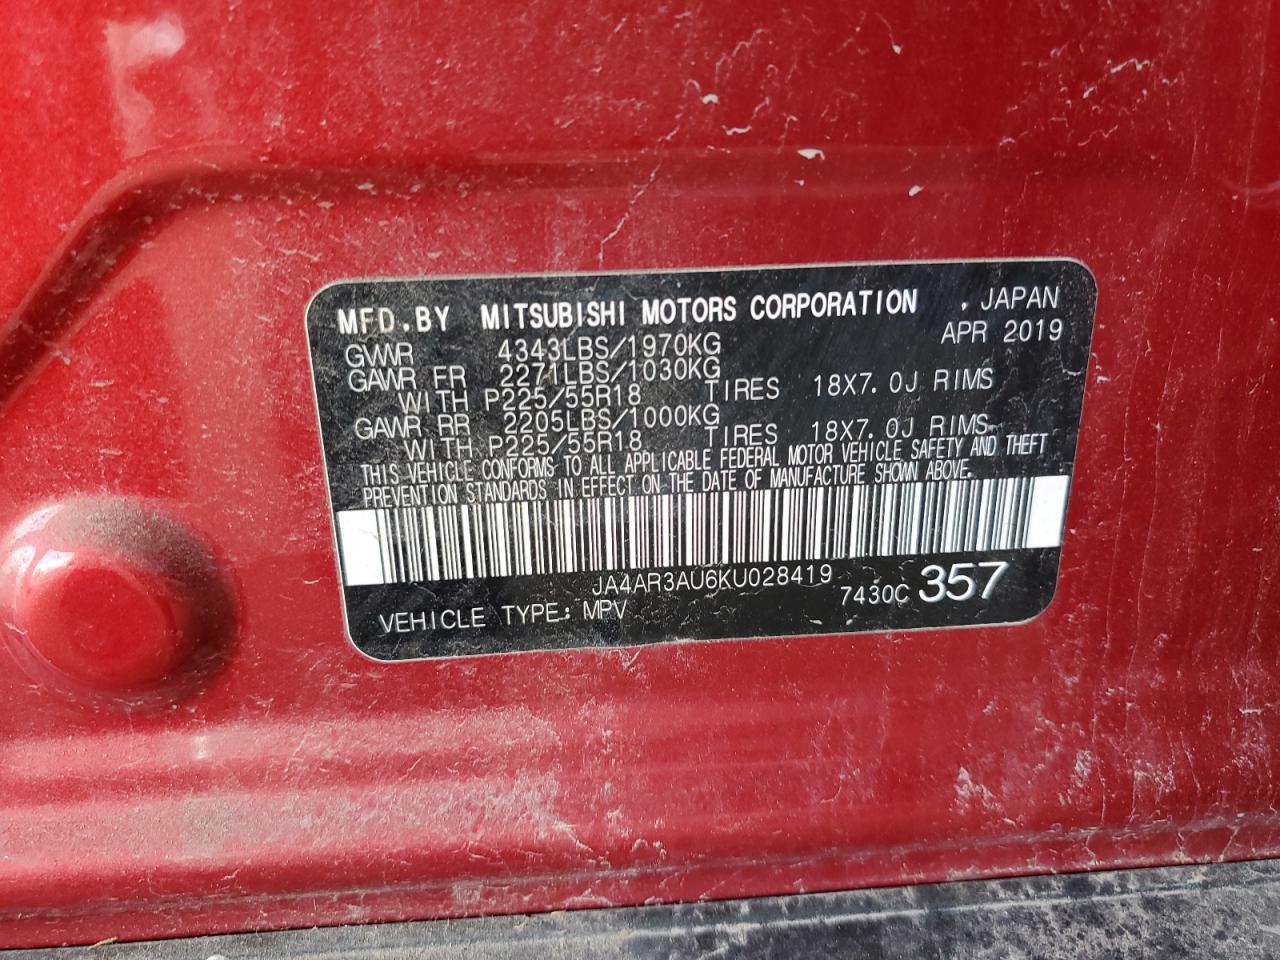 MFD.BY MITSUBISHI MOTORS CORPORATION , JAPAN
APR 2019
GVWR 4343LBS/1970KG
GAWR FR 2271LBS/1030KG
WITH P225/55R18 TIRES 18X7.0J RIMS
GAWR RR 2205LBS/1000KG
WITH P225/55R18 TIRES 18X7.0J RIMS
THIS VEHICLE CONFORMS TO ALL APPLICABLE FEDERAL MOTOR VEHICLE SAFETY AND THEFT
PREVENTION STANDARDS IN EFFECT ON THE DATE OF MANUFACTURE SHOWN ABOVE.
JA4AR3AU6KU028419
VEHICLE TYPE: MPV 7430C 357